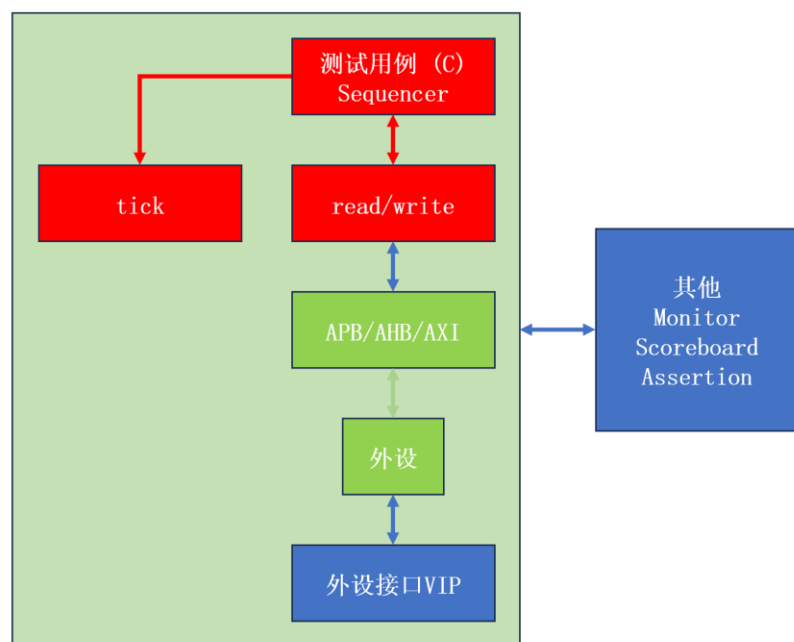 测试用例 (C)
Sequencer
tick
read/write
APB/AHB/AXI
外设
外设接口VIP
其他
Monitor
Scoreboard
Assertion